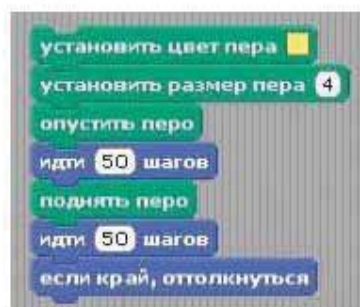 установить цвет пера
установить размер пера 4
опустить перо
идти 50 шагов
поднять перо
идти 50 шагов
если край, оттолкнуться